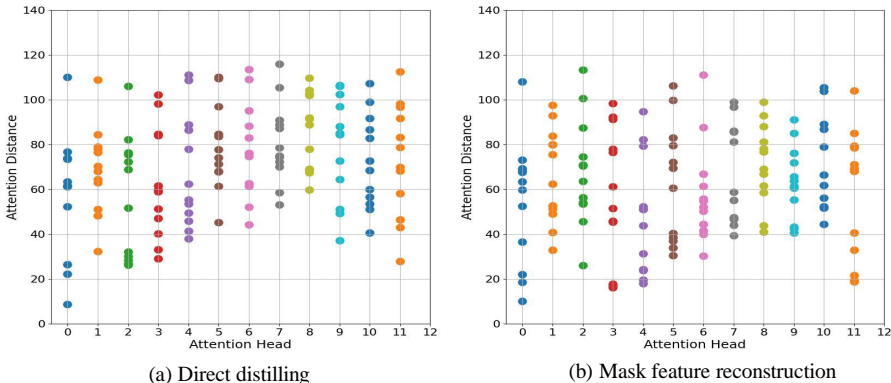 140
120
100
80
60
40
20
0
Attention Distance
0 1 2 3 4 5 6 7 8 9 10 11 12
Attention Head
(a) Direct distilling
140
120
100
80
60
40
20
0
Attention Distance
0 1 2 3 4 5 6 7 8 9 10 11 12
Attention Head
(b) Mask feature reconstruction